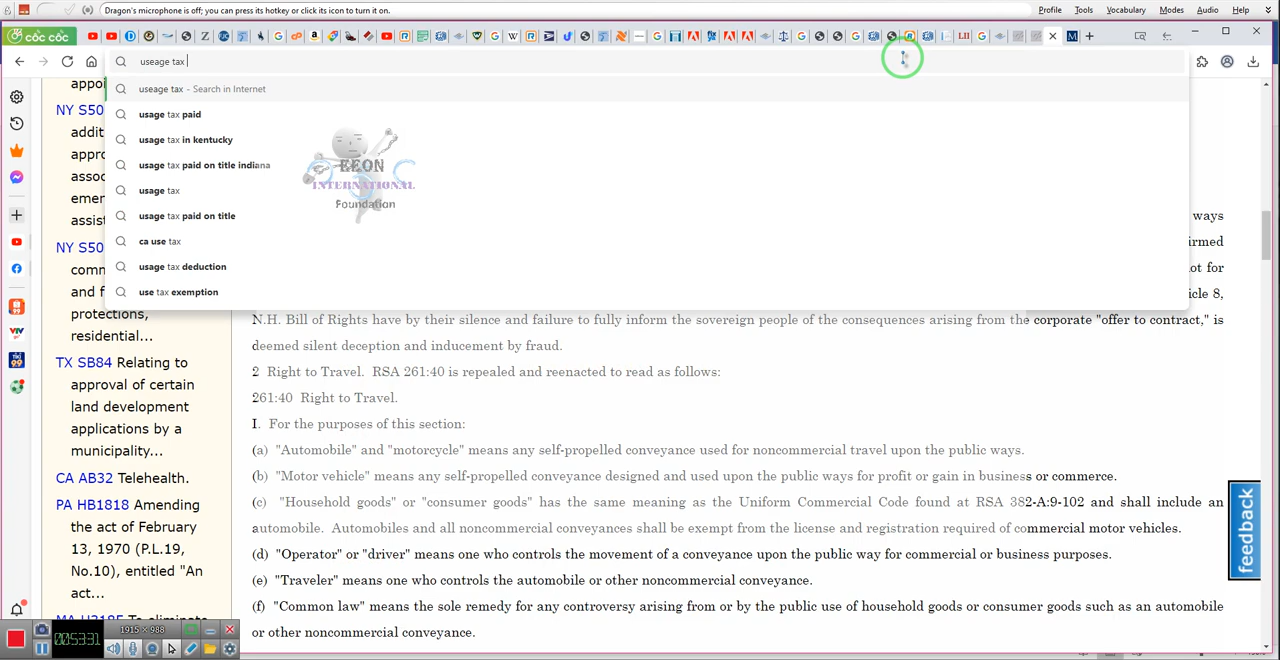 Dragon's microphone is off; you can press its hotkey or click its icon to turn it on.
Profile Tools Vocabulary Modes Audio Help
CỐC CỐC
useage tax
useage tax - Search in Internet
usage tax paid
usage tax in kentucky
usage tax paid on title indiana
usage tax
usage tax paid on title
ca use tax
usage tax deduction
use tax exemption
EEON
INTERNATIONAL
Foundation
appoi
NY S50
addit
appro
asso
emer
assist
NY S50
comm
and f
protections,
residential...
TX SB84 Relating to
approval of certain
land development
applications by a
municipality...
CA AB32 Telehealth.
PA HB1818 Amending
the act of February
13, 1970 (P.L.19,
No.10), entitled "An
act...
ways
irmed
ot for
icle 8,
N.H. Bill of Rights have by their silence and failure to fully inform the sovereign people of the consequences arising from the corporate "offer to contract," is
deemed silent deception and inducement by fraud.
2 Right to Travel. RSA 261:40 is repealed and reenacted to read as follows:
261:40 Right to Travel.
I. For the purposes of this section:
(a) "Automobile" and "motorcycle" means any self-propelled conveyance used for noncommercial travel upon the public ways.
(b) "Motor vehicle" means any self-propelled conveyance designed and used upon the public ways for profit or gain in business or commerce.
(c) "Household goods" or "consumer goods" has the same meaning as the Uniform Commercial Code found at RSA 382-A:9-102 and shall include an
automobile. Automobiles and all noncommercial conveyances shall be exempt from the license and registration required of commercial motor vehicles.
(d) "Operator" or "driver" means one who controls the movement of a conveyance upon the public way for commercial or business purposes.
(e) "Traveler" means one who controls the automobile or other noncommercial conveyance.
(f) "Common law" means the sole remedy for any controversy arising from or by the public use of household goods or consumer goods such as an automobile
or other noncommercial conveyance.
feedback
1915 × 988